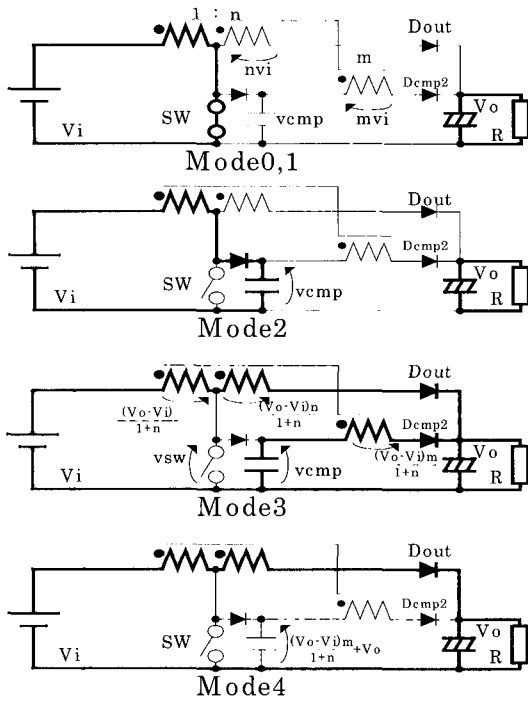 1 : n
Dout
m
nvi
Dcmp2
Vi
SW
vcmp
mvi
Vo
R
Mode0,1
Dout
Dcmp2
Vi
SW
vcmp
Vo
R
Mode2
Dout
(Vo-Vi)
1+n
(Vo-Vi)n
1+n
Dcmp2
Vi
vsw
vcmp
(Vo-Vi)m
1+n
Vo
R
Mode3
Dout
Dcmp2
Vi
SW
(Vo-Vi)m
1+n
+Vo
Vo
R
Mode4